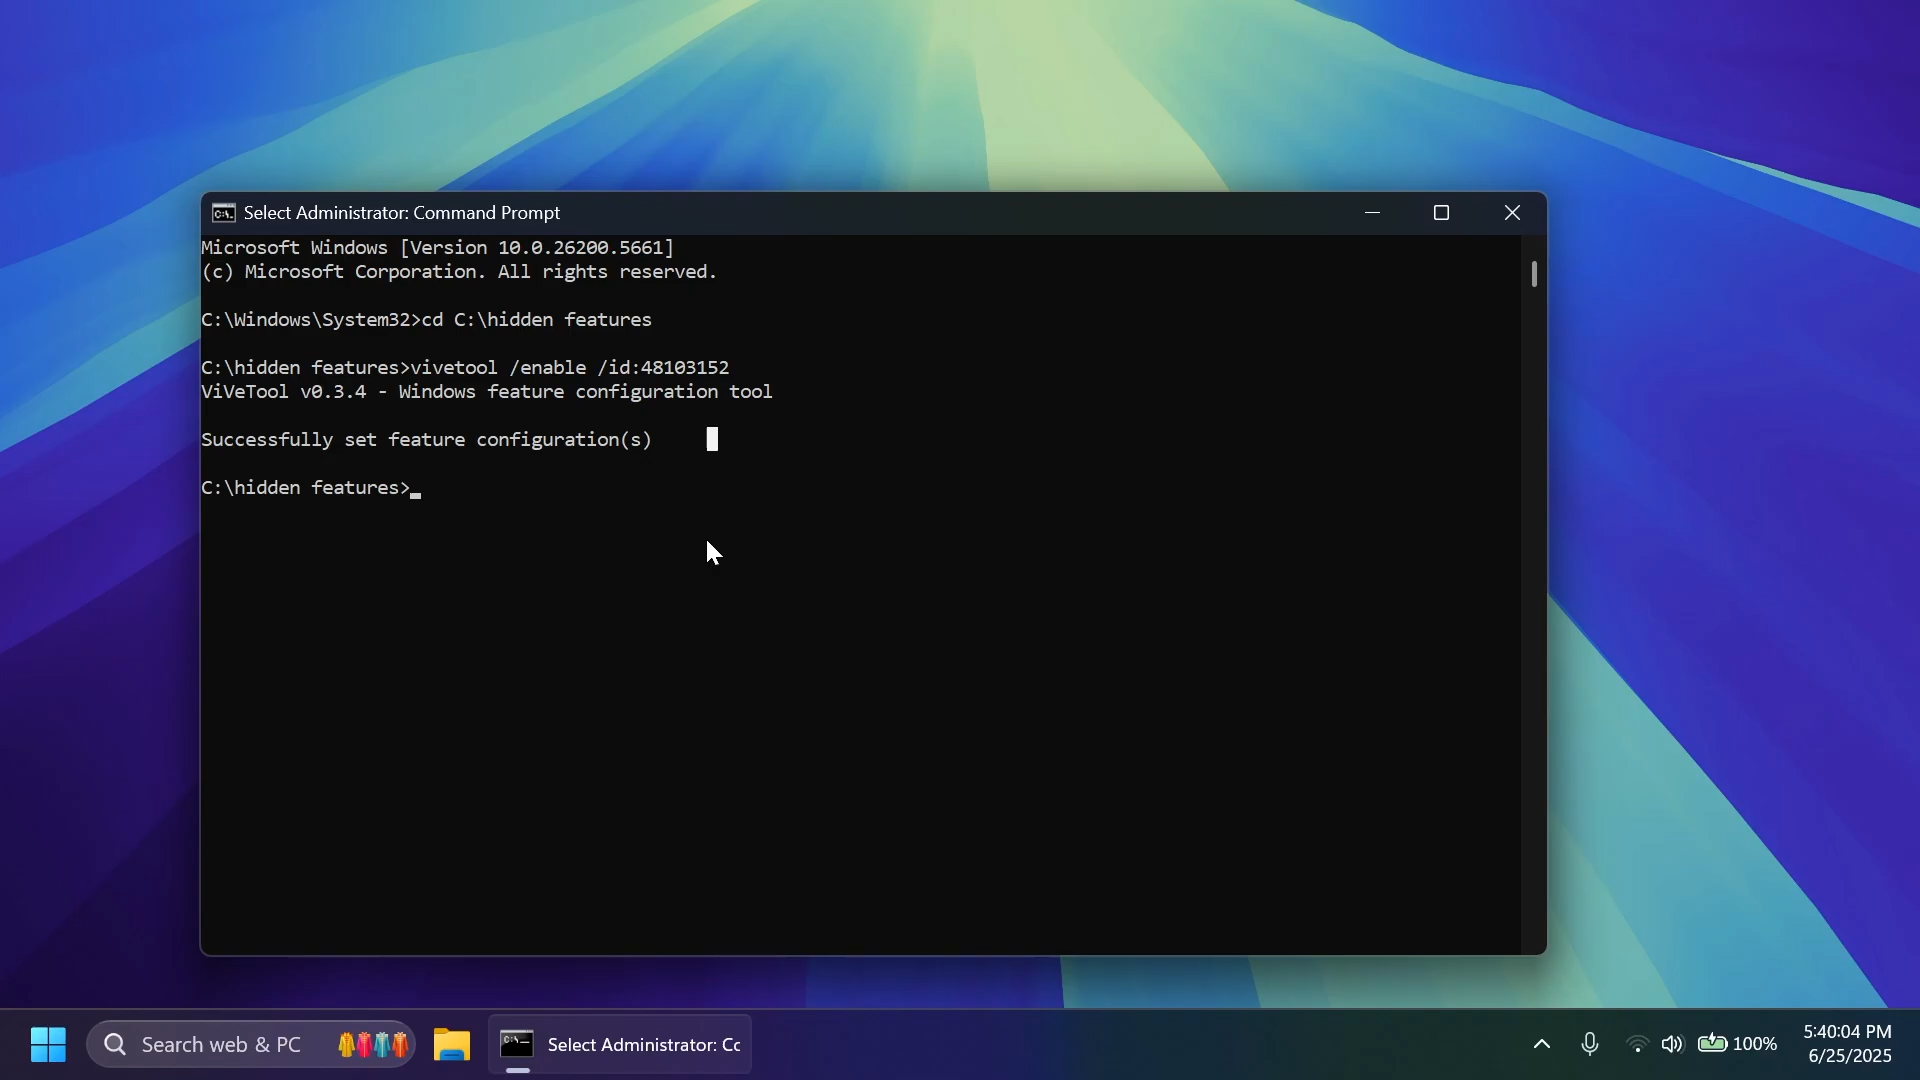 Select Administrator: Command Prompt
Microsoft Windows [Version 10.0.26200.5661]
(c) Microsoft Corporation. All rights reserved.
C:\Windows\System32>cd C:\hidden features
C:\hidden features>vivetool /enable /id:48103152
ViVeTool v0.3.4 - Windows feature configuration tool
Successfully set feature configuration(s)
C:\hidden features>_
Search web & PC
Select Administrator: Cc
100%
5:40:04 PM
6/25/2025